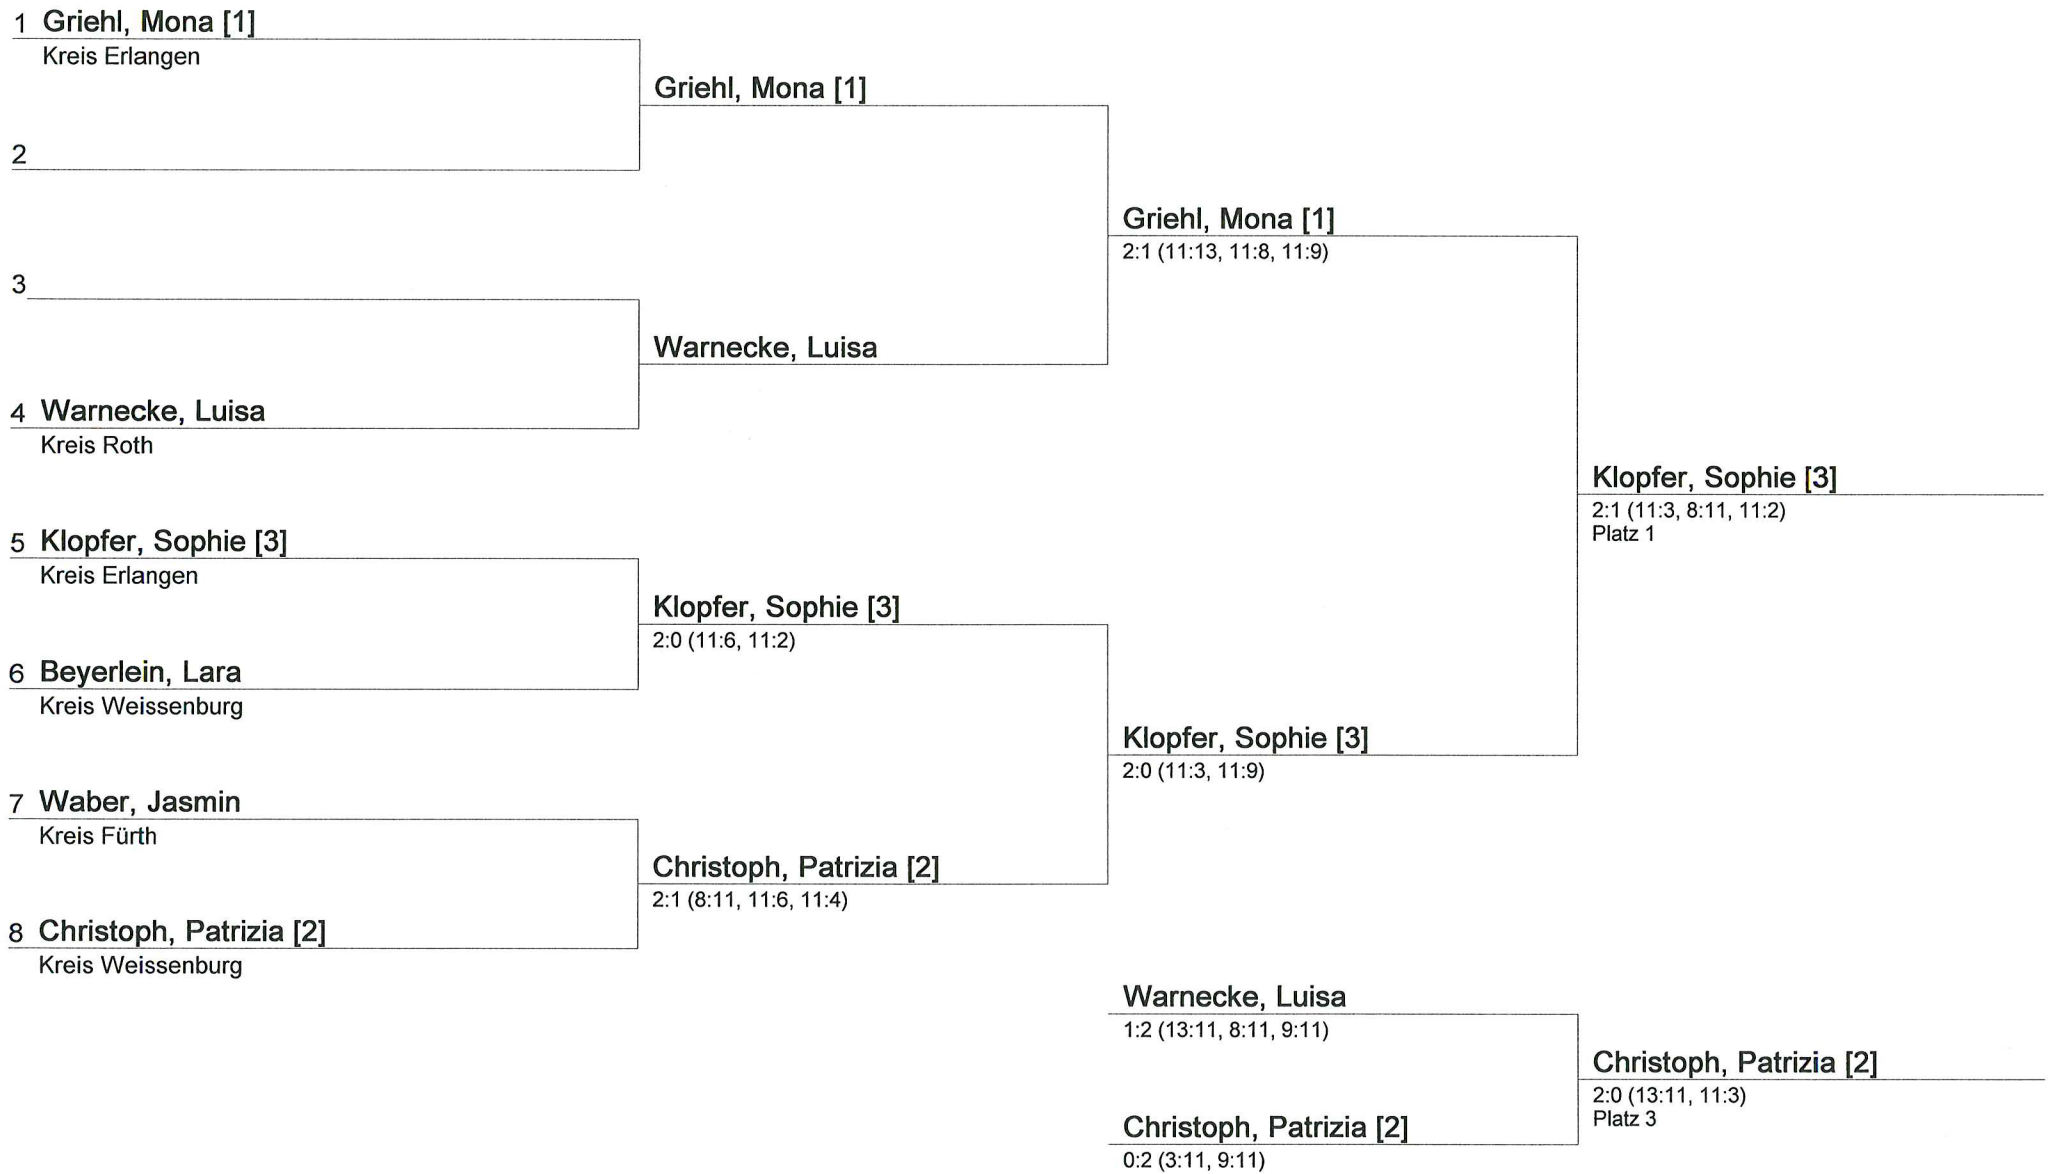 1 Griehl, Mona [1]
Kreis Erlangen
Griehl, Mona [1]
2
Griehl, Mona [1]
2:1 (11:13, 11:8, 11:9)
3
Warnecke, Luisa
4 Warnecke, Luisa
Kreis Roth
Klopfer, Sophie [3]
2:1 (11:3, 8:11, 11:2)
Platz 1
5 Klopfer, Sophie [3]
Kreis Erlangen
Klopfer, Sophie [3]
2:0 (11:6, 11:2)
6 Beyerlein, Lara
Kreis Weissenburg
Klopfer, Sophie [3]
2:0 (11:3, 11:9)
7 Waber, Jasmin
Kreis Fürth
Christoph, Patrizia [2]
2:1 (8:11, 11:6, 11:4)
8 Christoph, Patrizia [2]
Kreis Weissenburg
Warnecke, Luisa
1:2 (13:11, 8:11, 9:11)
Christoph, Patrizia [2]
2:0 (13:11, 11:3)
Platz 3
Christoph, Patrizia [2]
0:2 (3:11, 9:11)